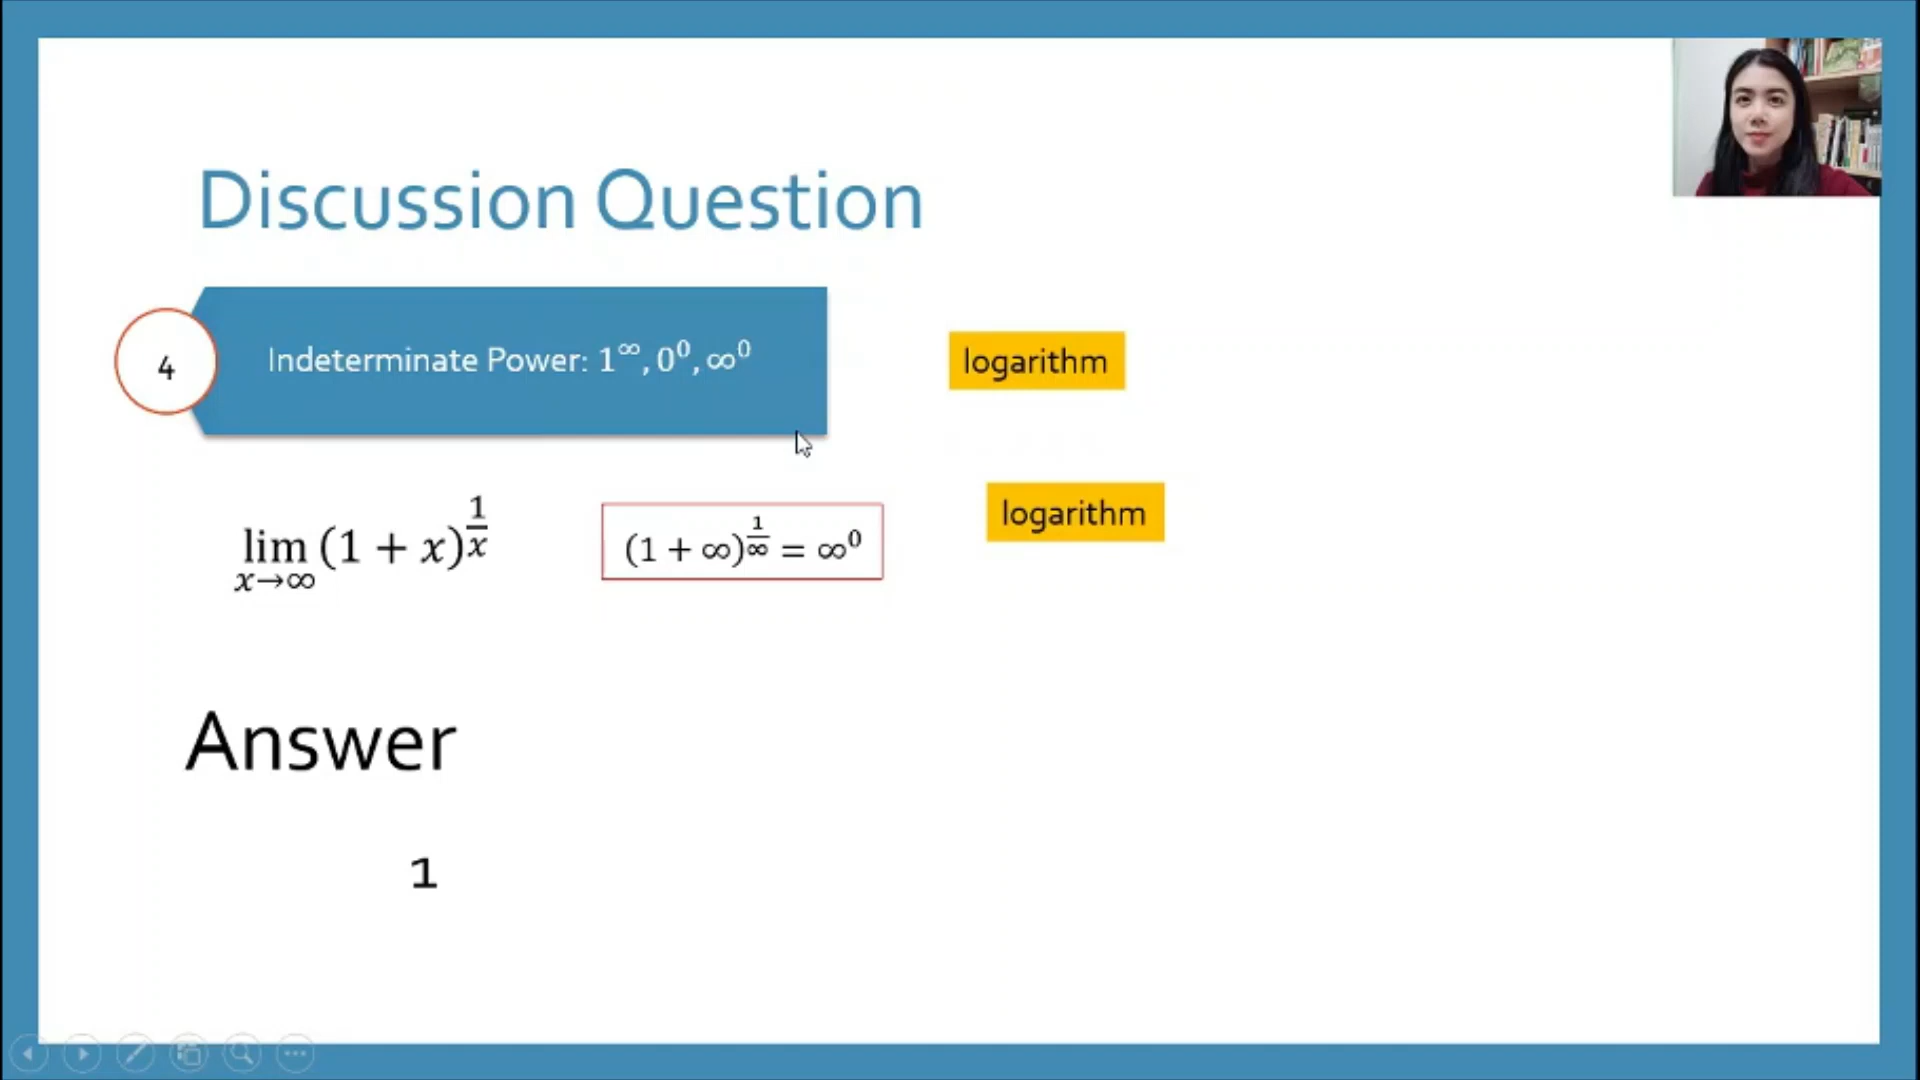 Discussion Question
4
Indeterminate Power: 1^∞, 0^0, ∞^0
logarithm
lim_{x→∞} (1 + x)^{1/x}
(1 + ∞)^{1/∞} = ∞^0
logarithm
Answer
1